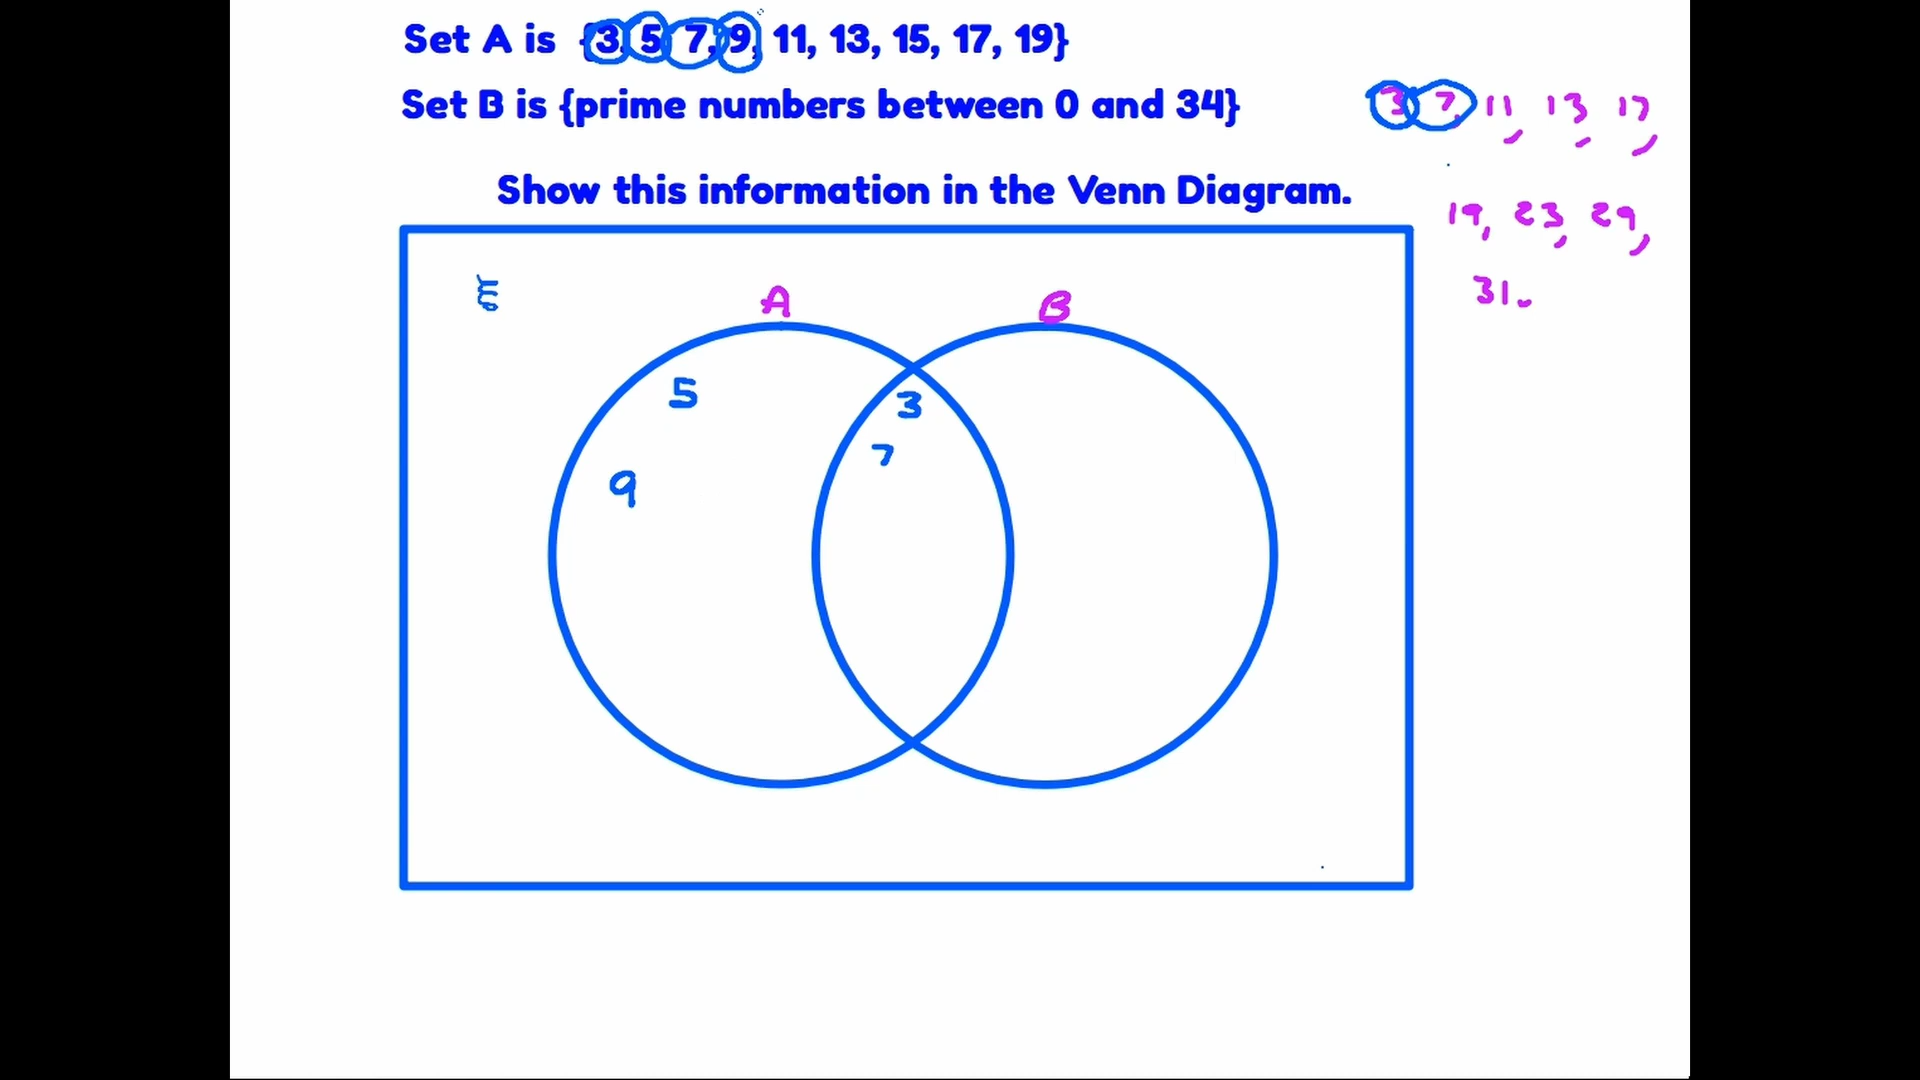 Set A is {3, 5, 7, 9, 11, 13, 15, 17, 19}
Set B is {prime numbers between 0 and 34}
3 7, 11, 13, 17,
19, 23, 29,
31.
Show this information in the Venn Diagram.
ξ
A
B
5
3
7
9